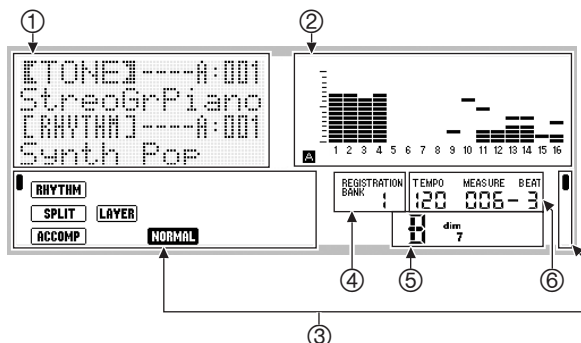 ① ②
【TONE】----A:001
StreoGrPiano
[RHYTHM]----A:001
Synth Pop
A
1 2 3 4 5 6 7 8 9 10 11 12 13 14 15 16
RHYTHM
SPLIT LAYER
ACCOMP NORMAL
REGISTRATION BANK 1
TEMPO MEASURE BEAT
120 006- 3
B dim 7
④ ⑤ ⑥
③